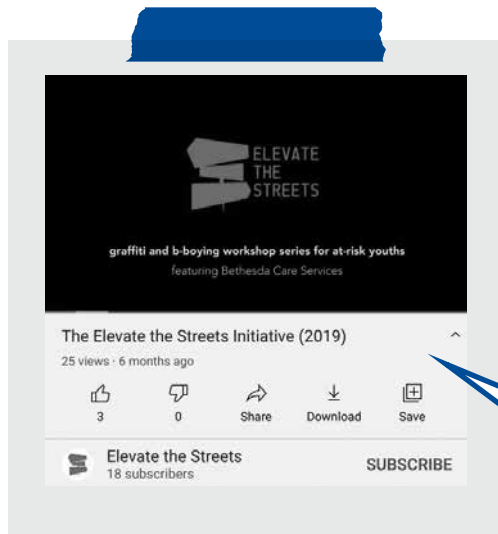 ELEVATE
THE
STREETS
graffiti and b-boying workshop series for at-risk youths
featuring Bethesda Care Services
The Elevate the Streets Initiative (2019)
25 views · 6 months ago
3 0 Share Download Save
Elevate the Streets
18 subscribers
SUBSCRIBE